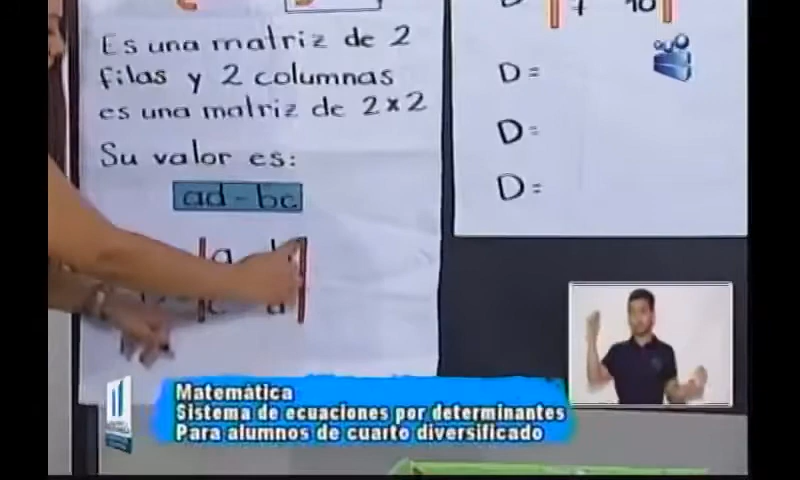 Es una matriz de 2
filas y 2 columnas
es una matriz de 2x2
Su valor es:
ad - bc
a
D =
D =
D =
Matemática
Sistema de ecuaciones por determinantes
Para alumnos de cuarto diversificado